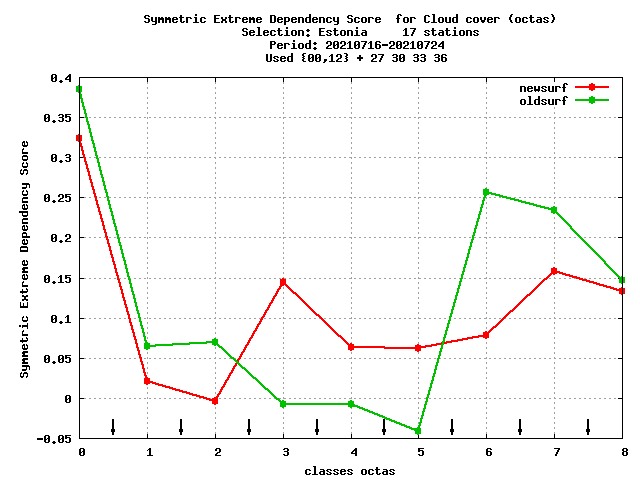 Symmetric Extreme Dependency Score  for Cloud cover (octas)
Selection: Estonia     17 stations
Period: 20210716-20210724
Used {00,12} + 27 30 33 36
newsurf
oldsurf
Symmetric Extreme Dependency Score
0.4
0.35
0.3
0.25
0.2
0.15
0.1
0.05
0
-0.05
0 1 2 3 4 5 6 7 8
classes octas